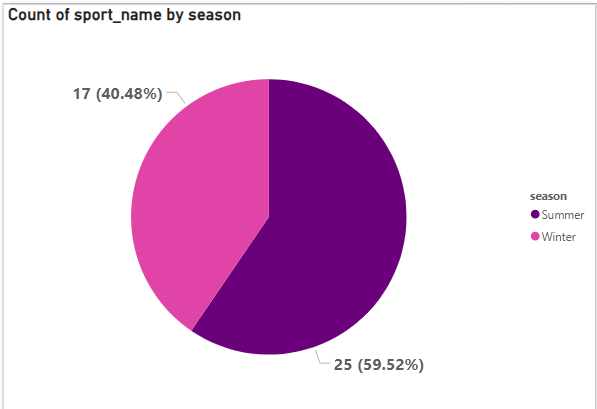 Count of sport_name by season
17 (40.48%)
season
Summer
Winter
25 (59.52%)